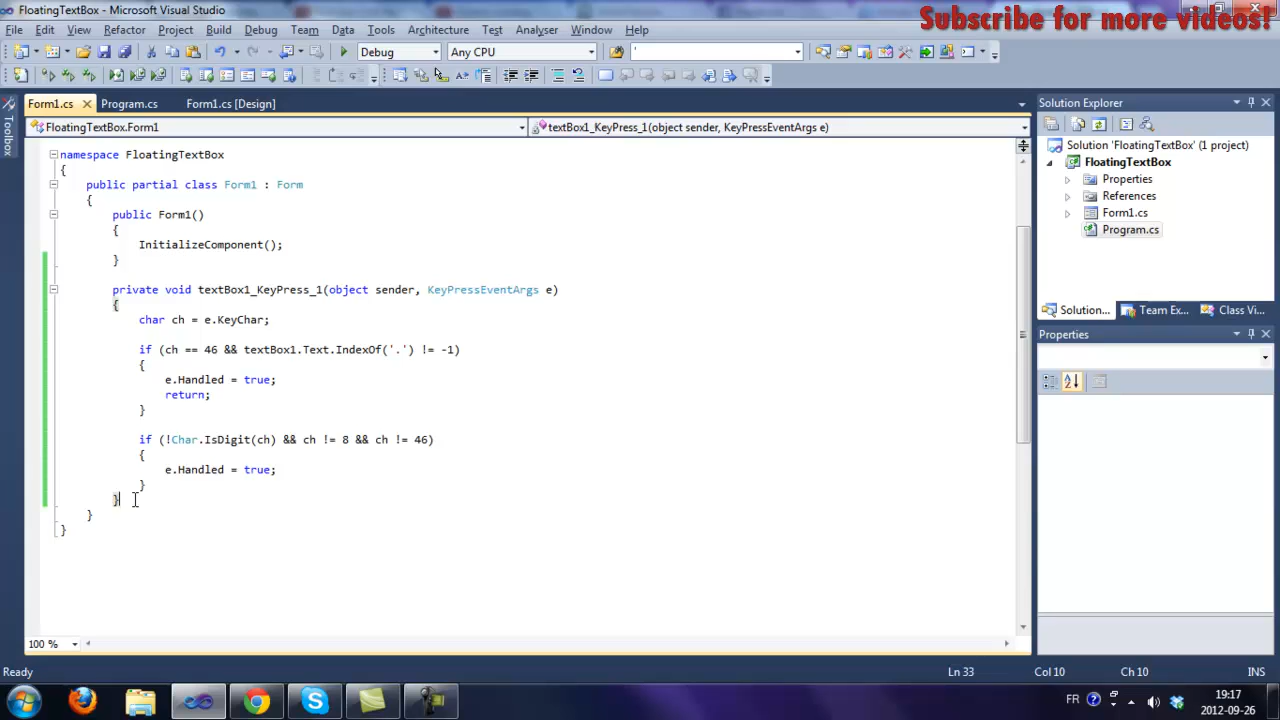 FloatingTextBox - Microsoft Visual Studio
Subscribe for more videos!
File Edit View Refactor Project Build Debug Team Data Tools Architecture Test Analyzer Window Help
Debug Any CPU '
Form1.cs Program.cs Form1.cs [Design]
FloatingTextBox.Form1 textBox1_KeyPress_1(object sender, KeyPressEventArgs e)
Toolbox
namespace FloatingTextBox
{
public partial class Form1 : Form
{
public Form1()
{
InitializeComponent();
}
private void textBox1_KeyPress_1(object sender, KeyPressEventArgs e)
{
char ch = e.KeyChar;
if (ch == 46 && textBox1.Text.IndexOf('.') != -1)
{
e.Handled = true;
return;
}
if (!Char.IsDigit(ch) && ch != 8 && ch != 46)
{
e.Handled = true;
}
}
}
}
100 %
Solution Explorer
Solution 'FloatingTextBox' (1 project)
FloatingTextBox
Properties
References
Form1.cs
Program.cs
Solution... Team Ex... Class Vi...
Properties
Ready Ln 33 Col 10 Ch 10 INS
FR 19:17
2012-09-26